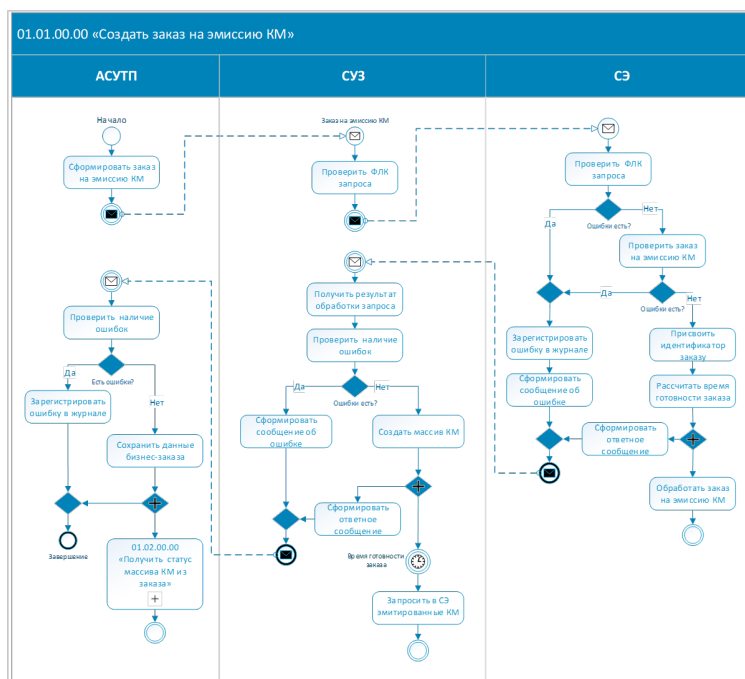 01.01.00.00 «Создать заказ на эмиссию КМ»
АСУТП
СУЗ
СЭ
Начало
Сформировать заказ
на эмиссию КМ
Проверить наличие
ошибок
Есть ошибки?
Да
Нет
Зарегистрировать
ошибку в журнале
Сохранить данные
бизнес-заказа
Завершение
01.02.00.00
«Получить статус
массива КМ из
заказа»
Заказ на эмиссию КМ
Проверить ФЛК
запроса
Получить результат
обработки запроса
Проверить наличие
ошибок
Да
Нет
Ошибки есть?
Сформировать
сообщение об
ошибке
Создать массив КМ
Сформировать
ответное
сообщение
Время готовности
заказа
Запросить в СЭ
эмитированные КМ
Проверить ФЛК
запроса
Нет
Да
Ошибки есть?
Проверить заказ
на эмиссию КМ
Да
Нет
Ошибки есть?
Зарегистрировать
ошибку в журнале
Присвоить
идентификатор
заказу
Сформировать
сообщение об
ошибке
Рассчитать время
готовности заказа
Сформировать
ответное
сообщение
Обработать заказ
на эмиссию КМ